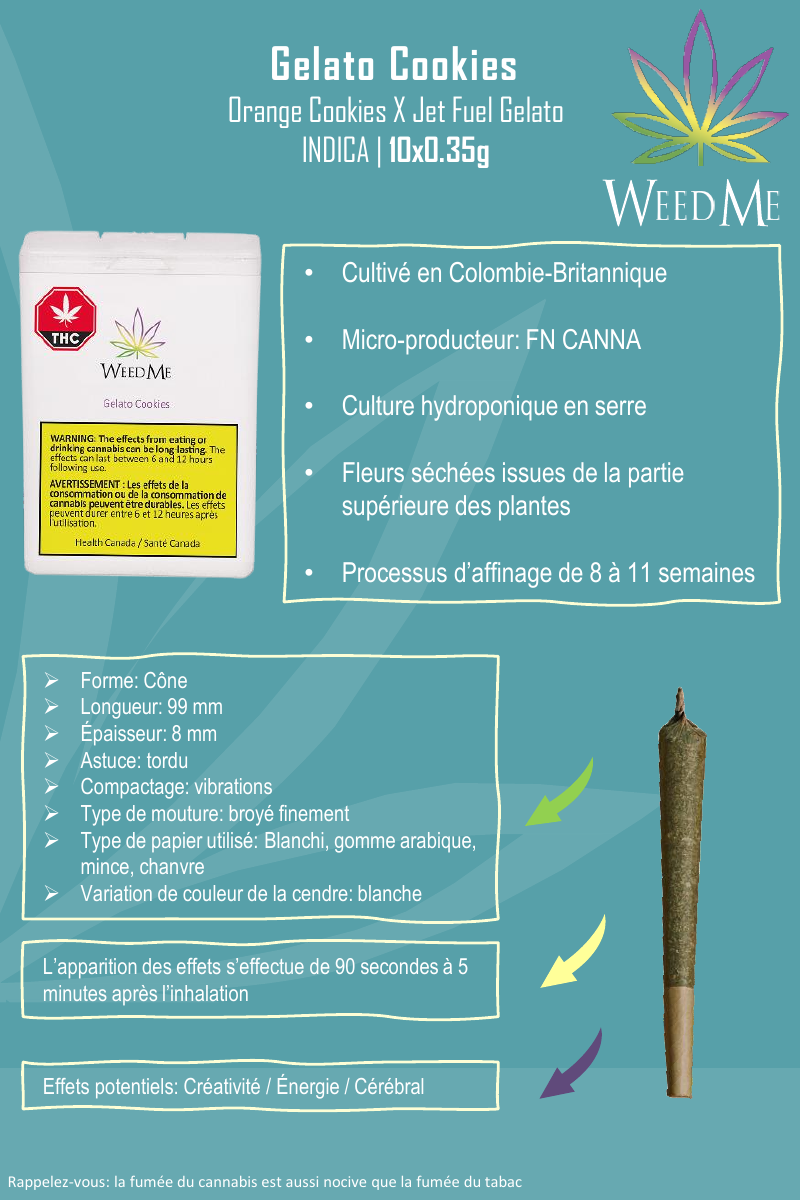 Gelato Cookies
Orange Cookies X Jet Fuel Gelato
INDICA | 10x0.35g
WEEDME
THC
WEEDME
Gelato Cookies
WARNING: The effects from eating or
drinking cannabis can be long-lasting. The
effects can last between 6 and 12 hours
following use.
AVERTISSEMENT : Les effets de la
consommation ou de la consommation de
cannabis peuvent être durables. Les effets
peuvent durer entre 6 et 12 heures après
l'utilisation.
Health Canada / Santé Canada
• Cultivé en Colombie-Britannique
• Micro-producteur: FN CANNA
• Culture hydroponique en serre
• Fleurs séchées issues de la partie
supérieure des plantes
• Processus d'affinage de 8 à 11 semaines
➢ Forme: Cône
➢ Longueur: 99 mm
➢ Épaisseur: 8 mm
➢ Astuce: tordu
➢ Compactage: vibrations
➢ Type de mouture: broyé finement
➢ Type de papier utilisé: Blanchi, gomme arabique,
mince, chanvre
➢ Variation de couleur de la cendre: blanche
L'apparition des effets s'effectue de 90 secondes à 5
minutes après l'inhalation
Effets potentiels: Créativité / Énergie / Cérébral
Rappelez-vous: la fumée du cannabis est aussi nocive que la fumée du tabac